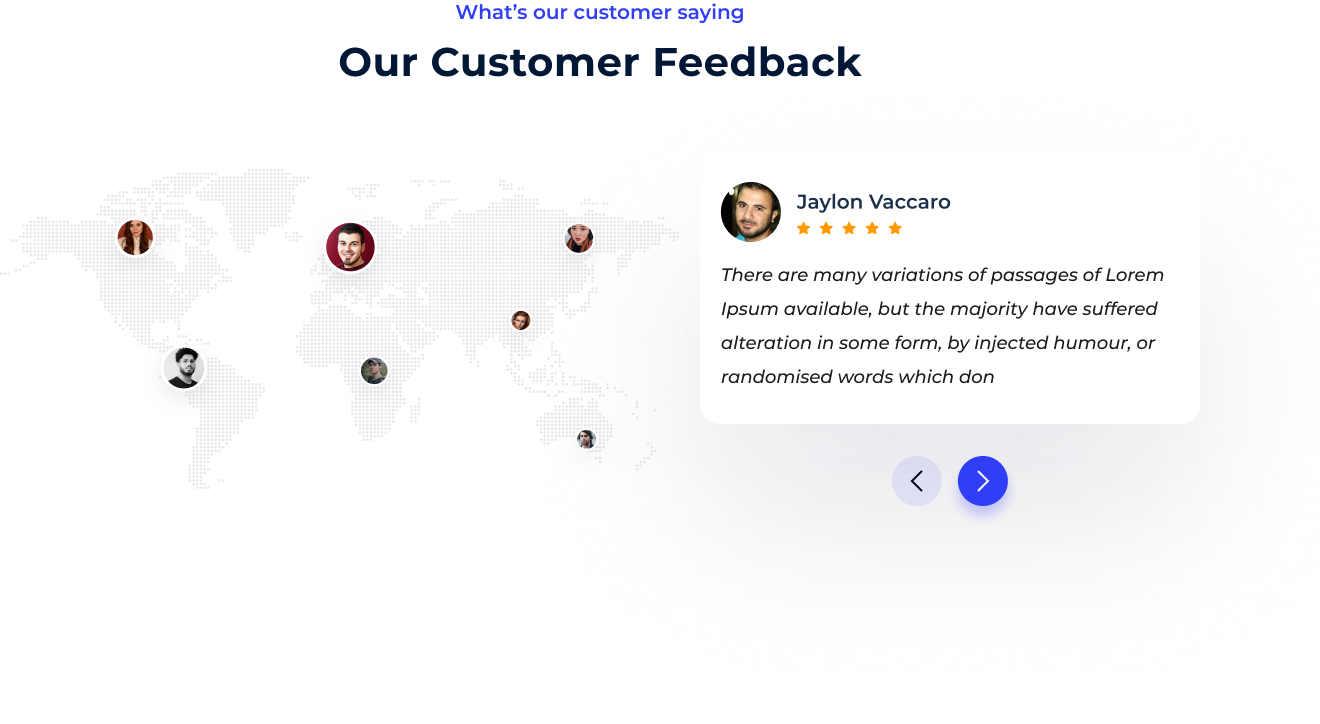 What’s our customer saying
Our Customer Feedback
Jaylon Vaccaro
There are many variations of passages of Lorem
Ipsum available, but the majority have suffered
alteration in some form, by injected humour, or
randomised words which don